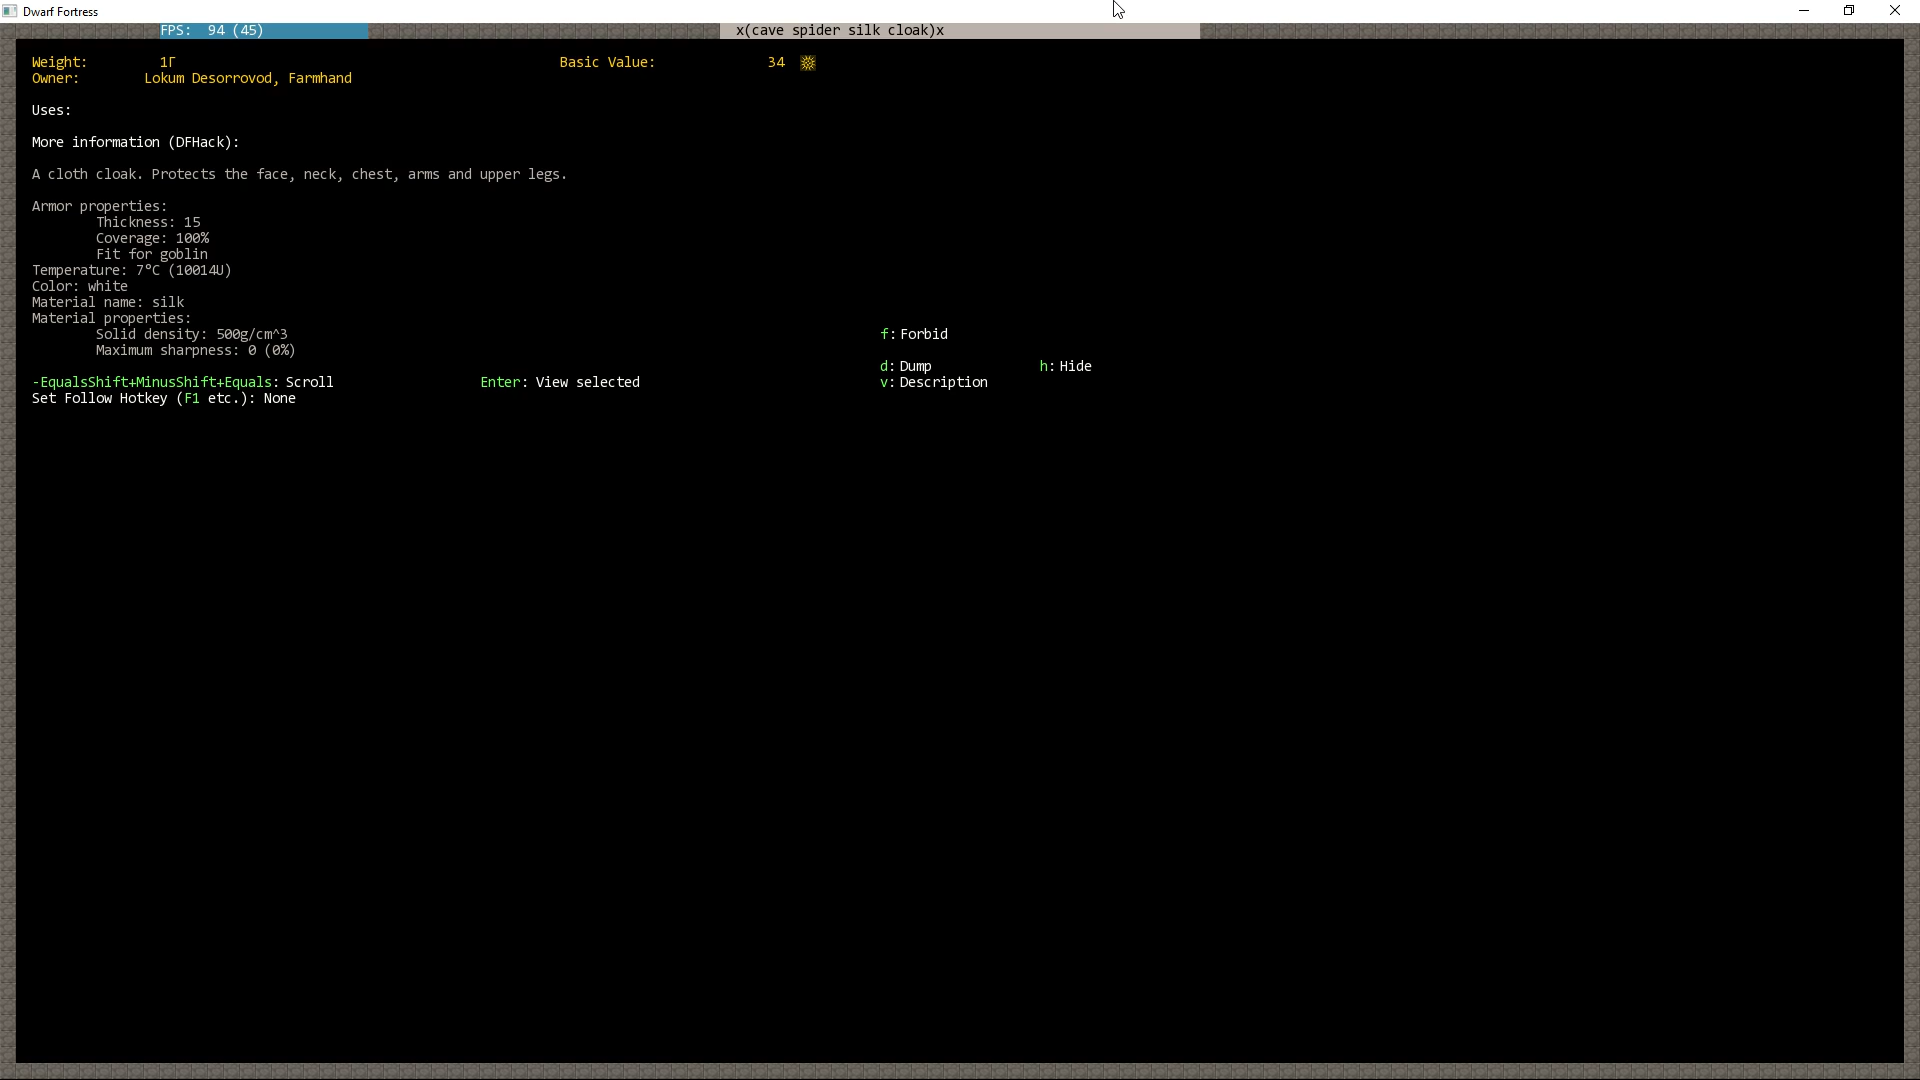 Dwarf Fortress
FPS: 94 (45) x(cave spider silk cloak)x
Weight: 1Γ Basic Value: 34 ☼
Owner: Lokum Desorrovod, Farmhand
Uses:
More information (DFHack):
A cloth cloak. Protects the face, neck, chest, arms and upper legs.
Armor properties:
Thickness: 15
Coverage: 100%
Fit for goblin
Temperature: 7°C (10014U)
Color: white
Material name: silk
Material properties:
Solid density: 500g/cm^3 f: Forbid
Maximum sharpness: 0 (0%)
d: Dump h: Hide
-EqualsShift+MinusShift+Equals: Scroll Enter: View selected v: Description
Set Follow Hotkey (F1 etc.): None